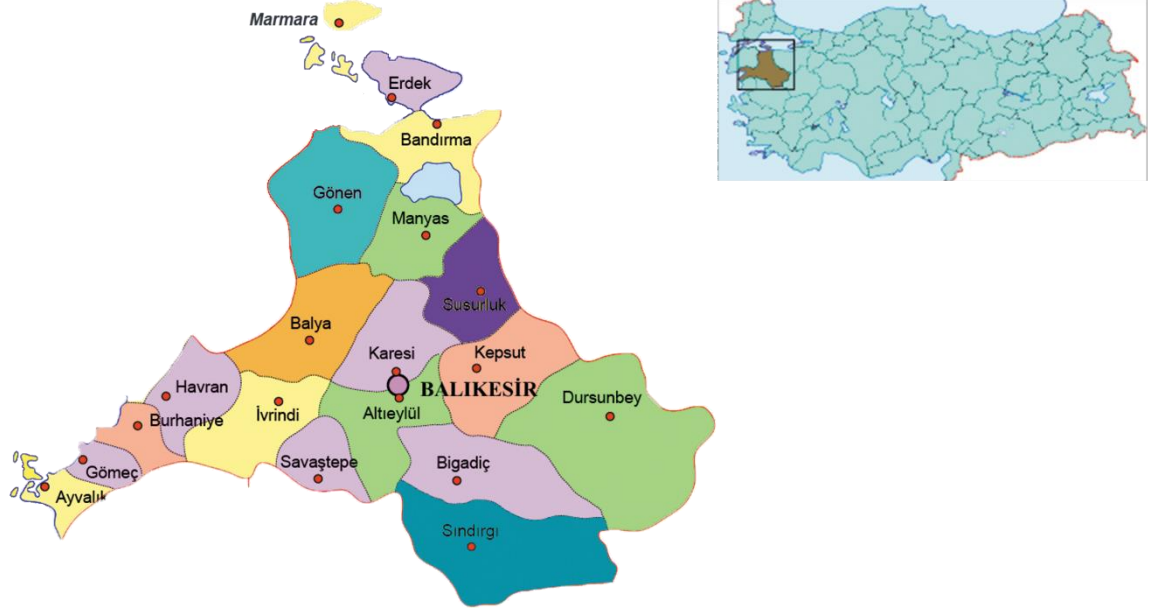 Marmara
Erdek
Bandırma
Gönen
Manyas
Susurluk
Balya
Karesi
Kepsut
Havran
BALIKESİR
Dursunbey
İvrindi
Altıeylül
Burhaniye
Savaştepe
Bigadiç
Gömeç
Ayvalık
Sındırgı